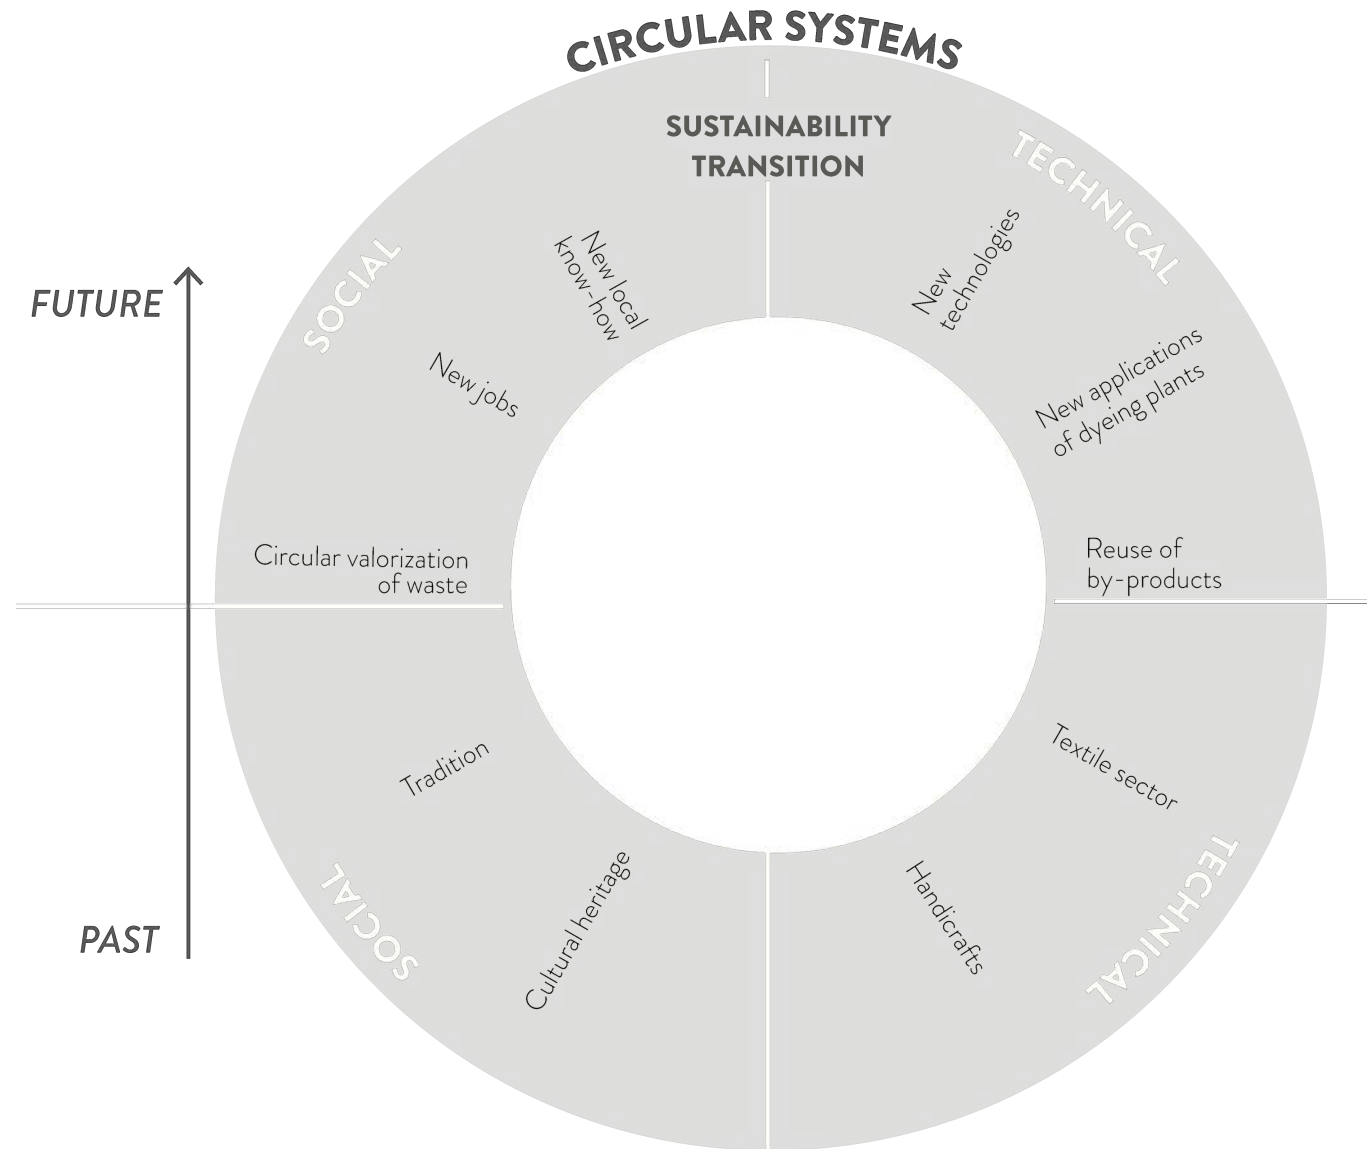 CIRCULAR SYSTEMS
SUSTAINABILITY
TRANSITION
SOCIAL
TECHNICAL
New local
know-how
New
technologies
FUTURE
New jobs
New applications
of dyeing plants
Circular valorization
of waste
Reuse of
by-products
Tradition
Textile sector
Cultural heritage
Handicrafts
SOCIAL
TECHNICAL
PAST